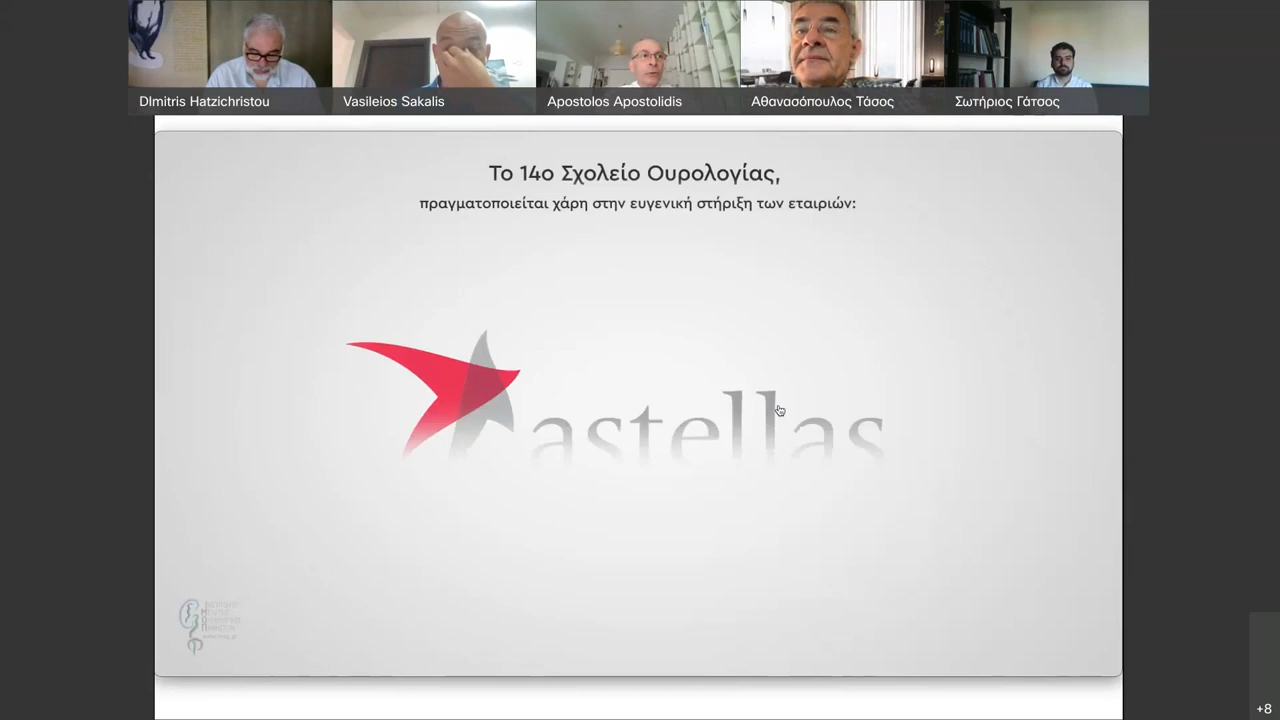 DImitris Hatzichristou
Vasileios Sakalis
Apostolos Apostolidis
Αθανασόπουλος Τάσος
Σωτήριος Γάτσος
Το 14ο Σχολείο Ουρολογίας,
πραγματοποιείται χάρη στην ευγενική στήριξη των εταιριών:
astellas
+8